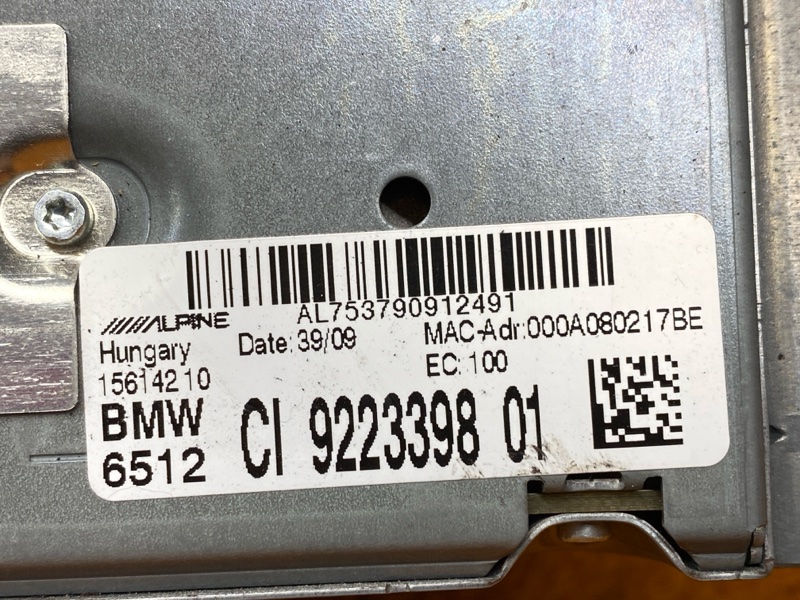 AL753790912491
ALPINE
Hungary
Date: 39/09
MAC-Adr:000A080217BE
15614210
EC: 100
BMW
6512
CI 9223398 01